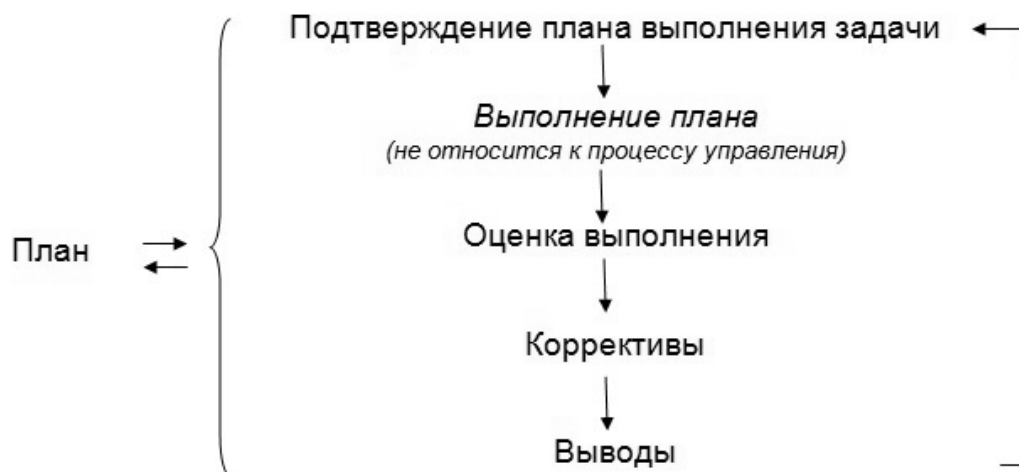 Подтверждение плана выполнения задачи
Выполнение плана
(не относится к процессу управления)
План
Оценка выполнения
Коррективы
Выводы